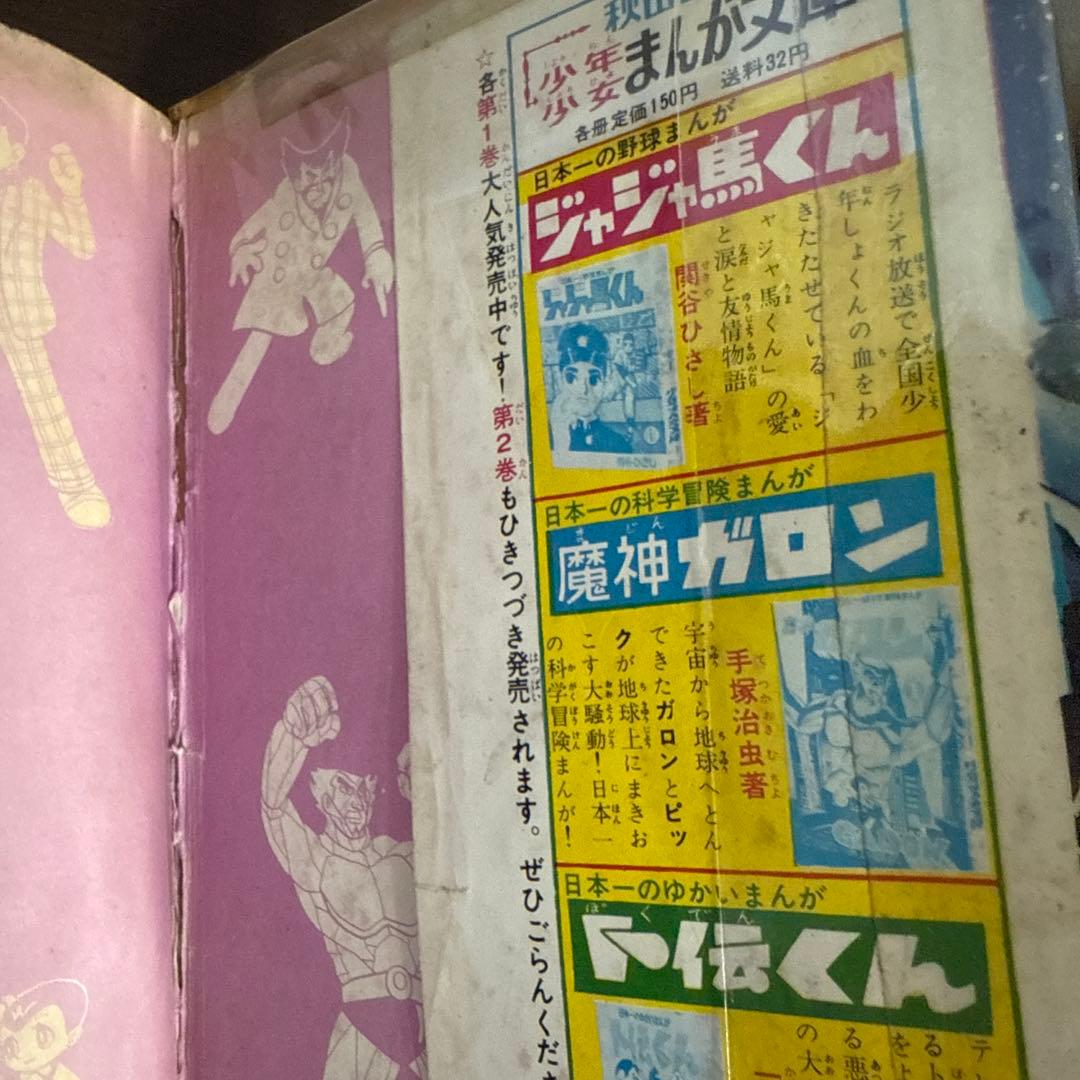 少年
少女
まんが文庫
各冊定価150円 送料32円
日本一の野球まんが
ジャジャ馬くん
ラジオ放送で全国少
年しょくんの血をわ
きたたせている「ジ
ャジャ馬くん」の愛
と涙と友情物語
関谷ひさし著
日本一の科学冒険まんが
魔神ガロン
手塚治虫著
宇宙から地球へとん
できたガロンとピッ
クが地球上にまきお
こす大騒動!日本一
の科学冒険まんが!
日本一のゆかいまんが
卜伝くん
☆各第1巻大人気発売中です!第2巻もひきつづき発売されます。ぜひごらんくださ